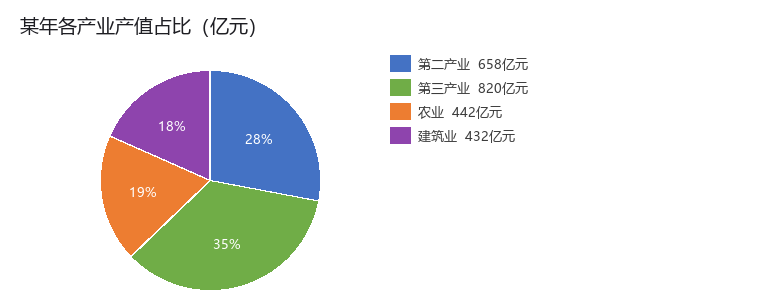 某年各产业产值占比（亿元）
第二产业 658亿元
第三产业 820亿元
农业 442亿元
建筑业 432亿元
18%
28%
19%
35%